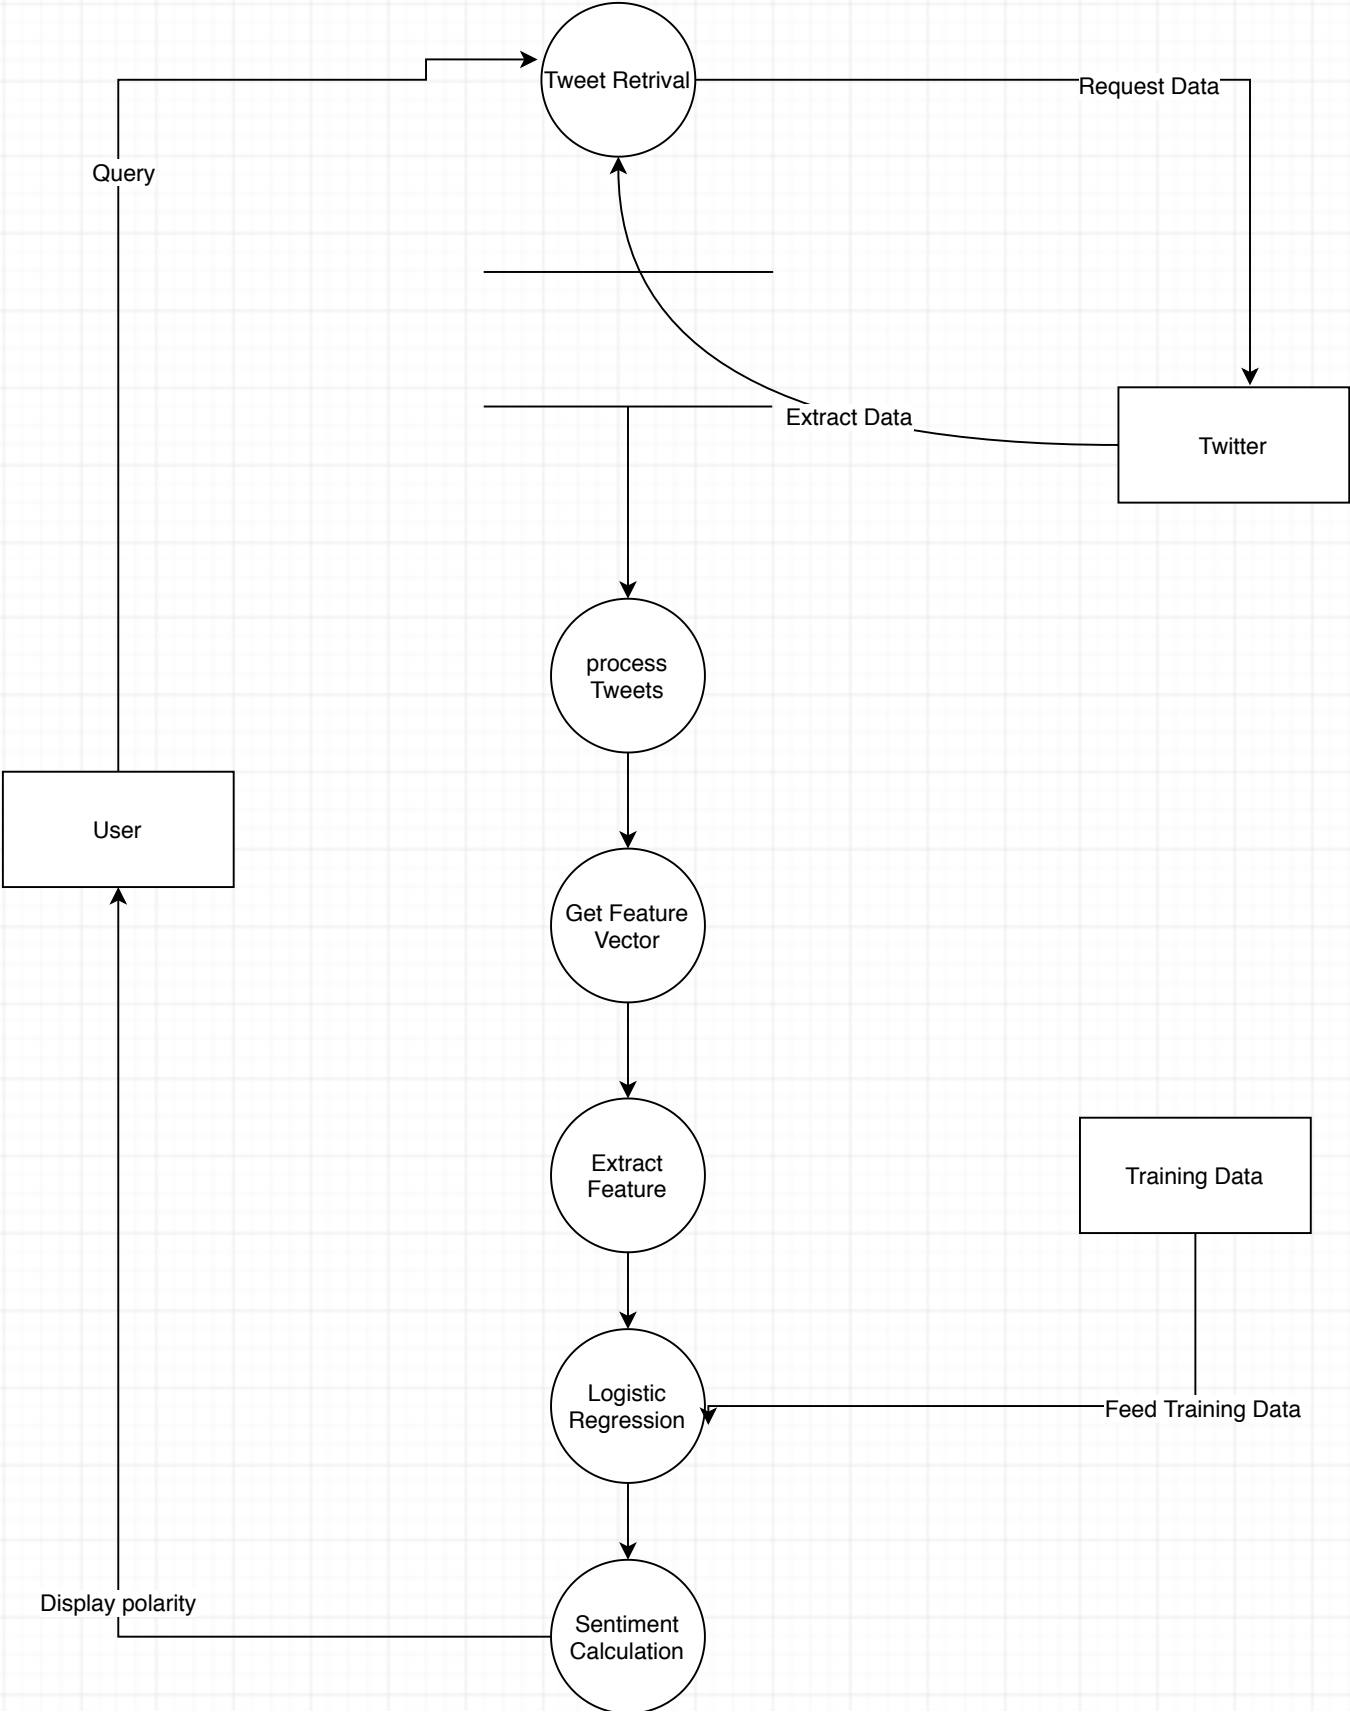 Tweet Retrival
Request Data
Query
Extract Data
Twitter
process
Tweets
User
Get Feature
Vector
Extract
Feature
Training Data
Logistic
Regression
Feed Training Data
Display polarity
Sentiment
Calculation